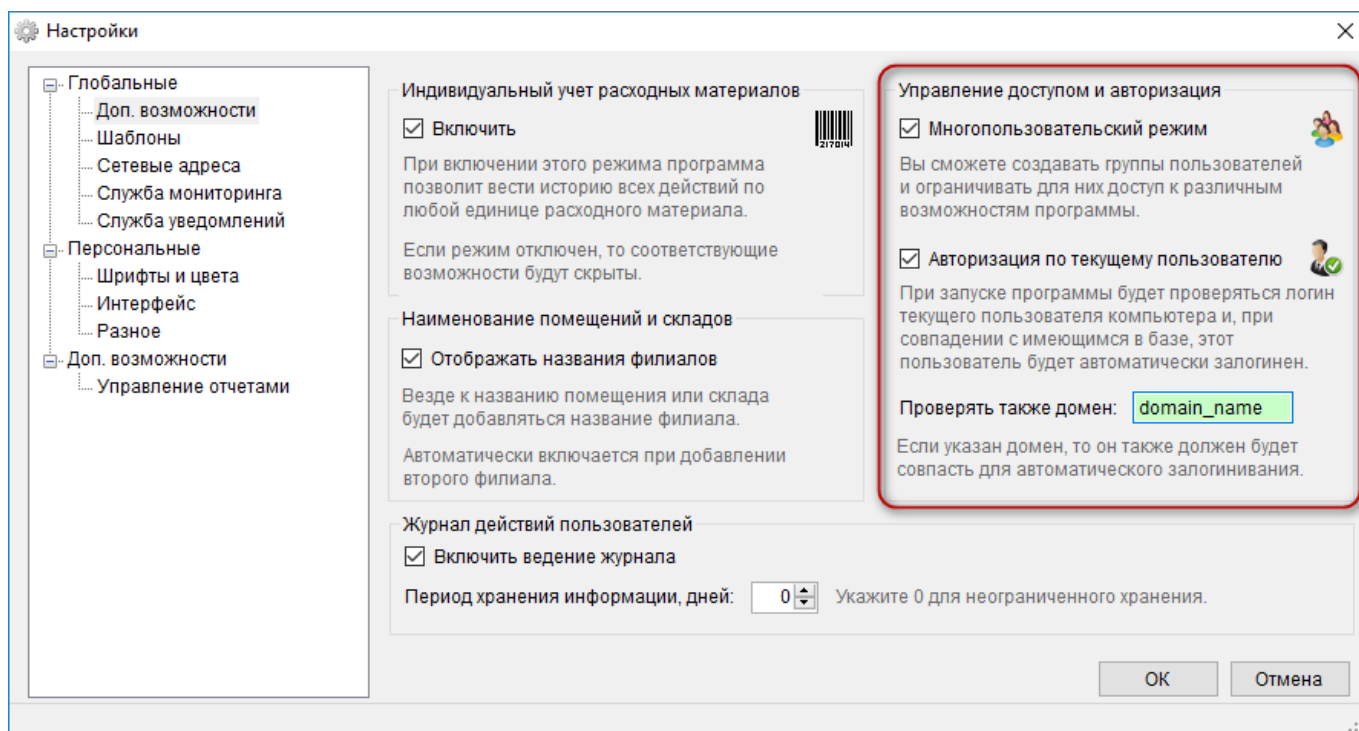 Настройки
Глобальные
Доп. возможности
Шаблоны
Сетевые адреса
Служба мониторинга
Служба уведомлений
Персональные
Шрифты и цвета
Интерфейс
Разное
Доп. возможности
Управление отчетами
Индивидуальный учет расходных материалов
Включить
217014
При включении этого режима программа
позволит вести историю всех действий по
любой единице расходного материала.
Если режим отключен, то соответствующие
возможности будут скрыты.
Наименование помещений и складов
Отображать названия филиалов
Везде к названию помещения или склада
будет добавляться название филиала.
Автоматически включается при добавлении
второго филиала.
Управление доступом и авторизация
Многопользовательский режим
Вы сможете создавать группы пользователей
и ограничивать для них доступ к различным
возможностям программы.
Авторизация по текущему пользователю
При запуске программы будет проверяться логин
текущего пользователя компьютера и, при
совпадении с имеющимся в базе, этот
пользователь будет автоматически залогинен.
Проверять также домен: domain_name
Если указан домен, то он также должен будет
совпасть для автоматического залогинивания.
Журнал действий пользователей
Включить ведение журнала
Период хранения информации, дней: 0 Укажите 0 для неограниченного хранения.
ОК Отмена